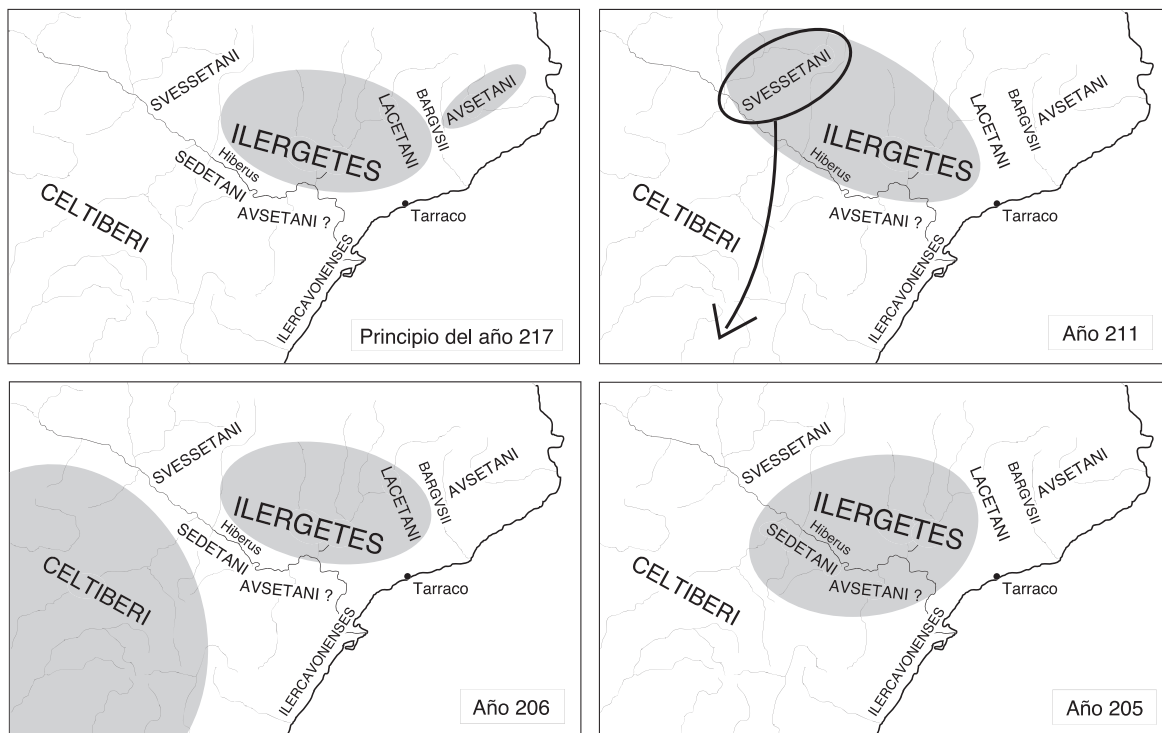 SVESSETANI
ILERGETES
LACETANI
BARGVSII
AVSETANI
Hiberus
SEDETANI
CELTIBERI
AVSETANI ?
Tarraco
ILERCAVONENSES
Principio del año 217
SVESSETANI
ILERGETES
LACETANI
BARGVSII
AVSETANI
Hiberus
CELTIBERI
AVSETANI ?
Tarraco
ILERCAVONENSES
Año 211
SVESSETANI
ILERGETES
LACETANI
BARGVSII
AVSETANI
Hiberus
SEDETANI
CELTIBERI
AVSETANI ?
Tarraco
ILERCAVONENSES
Año 206
SVESSETANI
ILERGETES
LACETANI
BARGVSII
AVSETANI
Hiberus
SEDETANI
CELTIBERI
AVSETANI ?
Tarraco
ILERCAVONENSES
Año 205